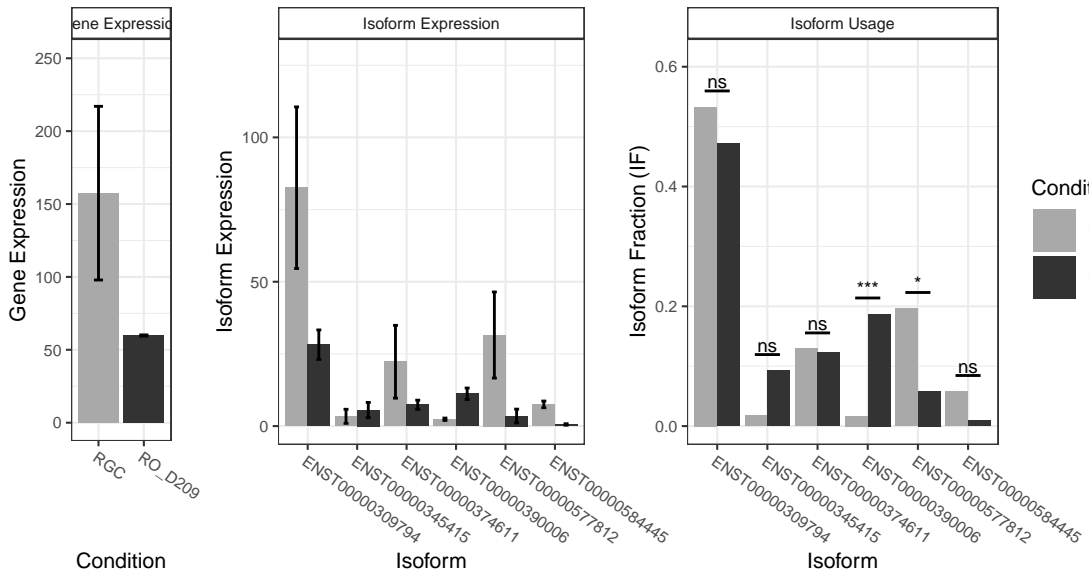 ene Expressio
Isoform Expression
Isoform Usage
Gene Expression
250
200
150
100
50
0
RGC
RO_D209
Condition
Isoform Expression
100
50
0
ENST00000309794
ENST00000345415
ENST00000374611
ENST00000390006
ENST00000577812
ENST00000584445
Isoform
Isoform Fraction (IF)
0.6
0.4
0.2
0.0
ns
ns
ns
***
*
ns
ENST00000309794
ENST00000345415
ENST00000374611
ENST00000390006
ENST00000577812
ENST00000584445
Isoform
Condit